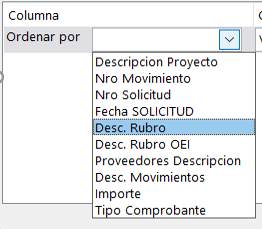 Columna
Ordenar por
Descripcion Proyecto
Nro Movimiento
Nro Solicitud
Fecha SOLICITUD
Desc. Rubro
Desc. Rubro OEI
Proveedores Descripcion
Desc. Movimientos
Importe
Tipo Comprobante